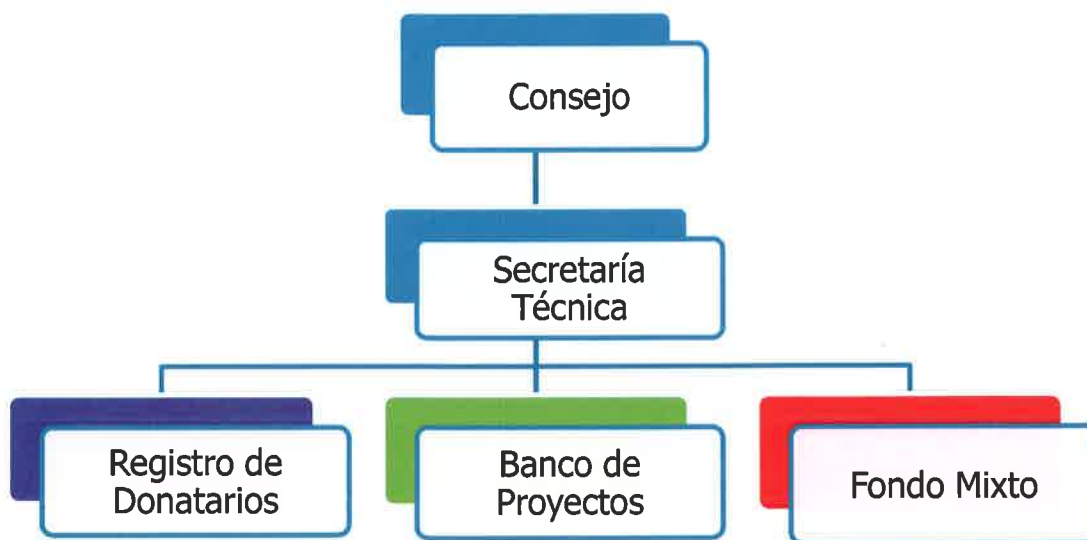 Consejo
Secretaría
Técnica
Registro de
Donatarios
Banco de
Proyectos
Fondo Mixto